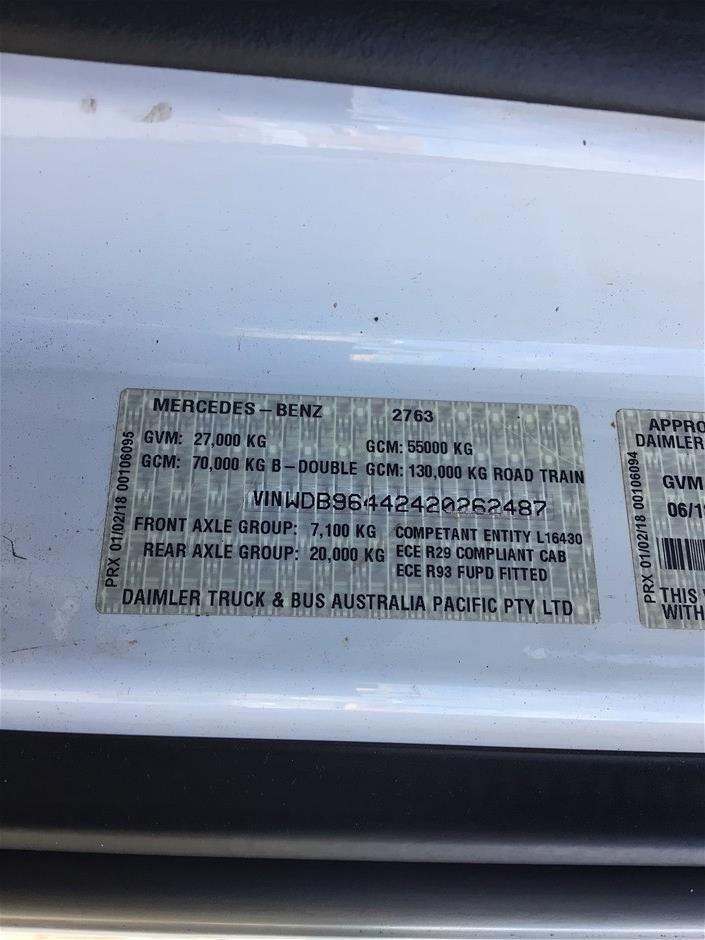 MERCEDES-BENZ 2763
GVM: 27,000 KG GCM: 55000 KG
GCM: 70,000 KG B-DOUBLE GCM: 130,000 KG ROAD TRAIN
VINWDB96442420262487
FRONT AXLE GROUP: 7,100 KG COMPETANT ENTITY L16430
REAR AXLE GROUP: 20,000 KG ECE R29 COMPLIANT CAB
ECE R93 FUPD FITTED
DAIMLER TRUCK & BUS AUSTRALIA PACIFIC PTY LTD
PRX 01/02/18 00106095
APPRO
DAIMLER
GVM
06/1
THIS
WITH
PRX 01/02/18 00106094